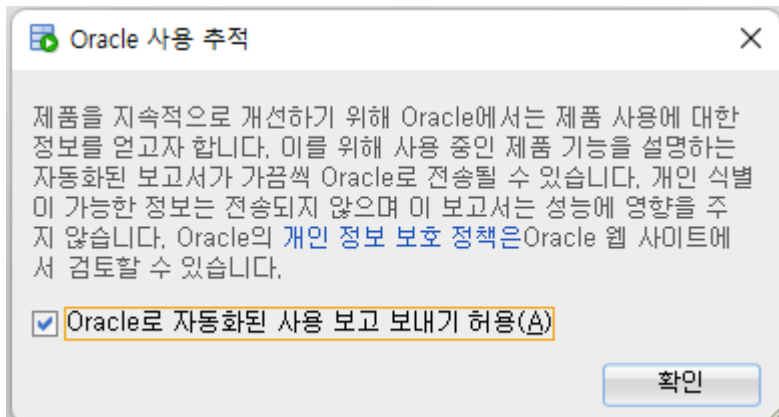 Oracle 사용 추적
제품을 지속적으로 개선하기 위해 Oracle에서는 제품 사용에 대한
정보를 얻고자 합니다. 이를 위해 사용 중인 제품 기능을 설명하는
자동화된 보고서가 가끔씩 Oracle로 전송될 수 있습니다. 개인 식별
이 가능한 정보는 전송되지 않으며 이 보고서는 성능에 영향을 주
지 않습니다. Oracle의 개인 정보 보호 정책은Oracle 웹 사이트에
서 검토할 수 있습니다.
Oracle로 자동화된 사용 보고 보내기 허용(A)
확인